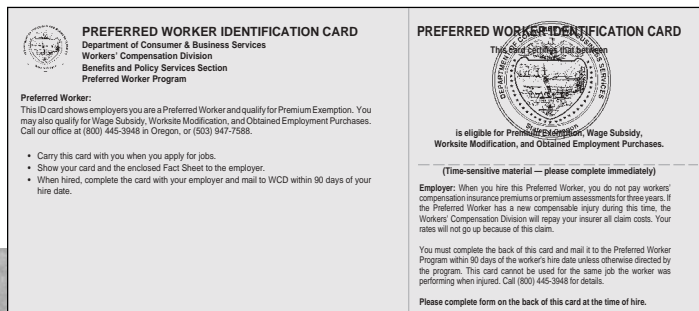 PREFERRED WORKER IDENTIFICATION CARD
Department of Consumer & Business Services
Workers' Compensation Division
Benefits and Policy Services Section
Preferred Worker Program
Preferred Worker:
This ID card shows employers you are a Preferred Worker and qualify for Premium Exemption. You
may also qualify for Wage Subsidy, Worksite Modification, and Obtained Employment Purchases.
Call our office at (800) 445-3948 in Oregon, or (503) 947-7588.
• Carry this card with you when you apply for jobs.
• Show your card and the enclosed Fact Sheet to the employer.
• When hired, complete the card with your employer and mail to WCD within 90 days of your
hire date.
PREFERRED WORKER IDENTIFICATION CARD
This card certifies that between
DEPARTMENT OF CONSUMER & BUSINESS SERVICES
State of Oregon
is eligible for Premium Exemption, Wage Subsidy,
Worksite Modification, and Obtained Employment Purchases.
(Time-sensitive material — please complete immediately)
Employer: When you hire this Preferred Worker, you do not pay workers'
compensation insurance premiums or premium assessments for three years. If
the Preferred Worker has a new compensable injury during this time, the
Workers' Compensation Division will repay your insurer all claim costs. Your
rates will not go up because of this claim.
You must complete the back of this card and mail it to the Preferred Worker
Program within 90 days of the worker's hire date unless otherwise directed by
the program. This card cannot be used for the same job the worker was
performing when injured. Call (800) 445-3948 for details.
Please complete form on the back of this card at the time of hire.